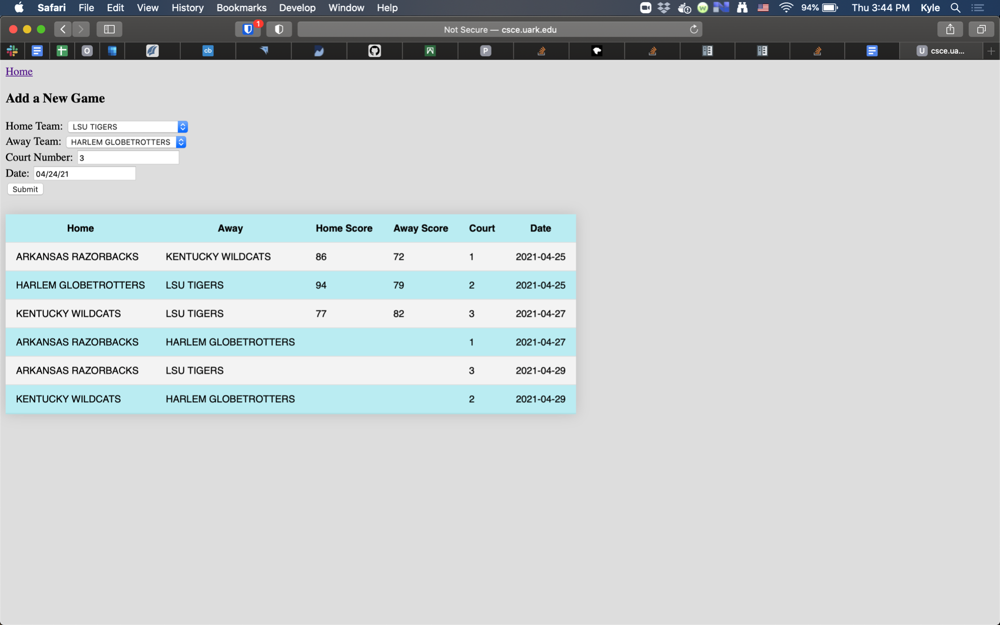 Safari File Edit View History Bookmarks Develop Window Help 94% Thu 3:44 PM Kyle
1 Not Secure — csce.uark.edu
O cb P U csce.ua...
Home
Add a New Game
Home Team: LSU TIGERS
Away Team: HARLEM GLOBETROTTERS
Court Number: 3
Date: 04/24/21
Submit
Home Away Home Score Away Score Court Date
ARKANSAS RAZORBACKS KENTUCKY WILDCATS 86 72 1 2021-04-25
HARLEM GLOBETROTTERS LSU TIGERS 94 79 2 2021-04-25
KENTUCKY WILDCATS LSU TIGERS 77 82 3 2021-04-27
ARKANSAS RAZORBACKS HARLEM GLOBETROTTERS 1 2021-04-27
ARKANSAS RAZORBACKS LSU TIGERS 3 2021-04-29
KENTUCKY WILDCATS HARLEM GLOBETROTTERS 2 2021-04-29